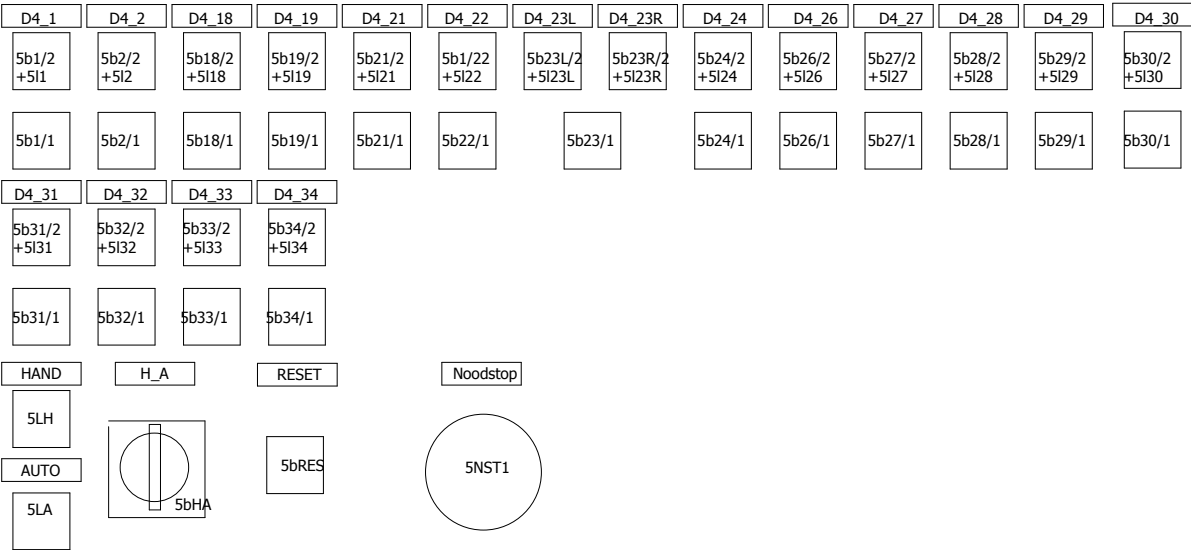 D4_1 D4_2 D4_18 D4_19 D4_21 D4_22 D4_23L D4_23R D4_24 D4_26 D4_27 D4_28 D4_29 D4_30
5b1/2 5b2/2 5b18/2 5b19/2 5b21/2 5b1/22 5b23L/2 5b23R/2 5b24/2 5b26/2 5b27/2 5b28/2 5b29/2 5b30/2
+5l1 +5l2 +5l18 +5l19 +5l21 +5l22 +5l23L +5l23R +5l24 +5l26 +5l27 +5l28 +5l29 +5l30
5b1/1 5b2/1 5b18/1 5b19/1 5b21/1 5b22/1 5b23/1 5b24/1 5b26/1 5b27/1 5b28/1 5b29/1 5b30/1
D4_31 D4_32 D4_33 D4_34
5b31/2 5b32/2 5b33/2 5b34/2
+5l31 +5l32 +5l33 +5l34
5b31/1 5b32/1 5b33/1 5b34/1
HAND H_A RESET Noodstop
5LH
AUTO 5bRES 5NST1
5LA 5bHA